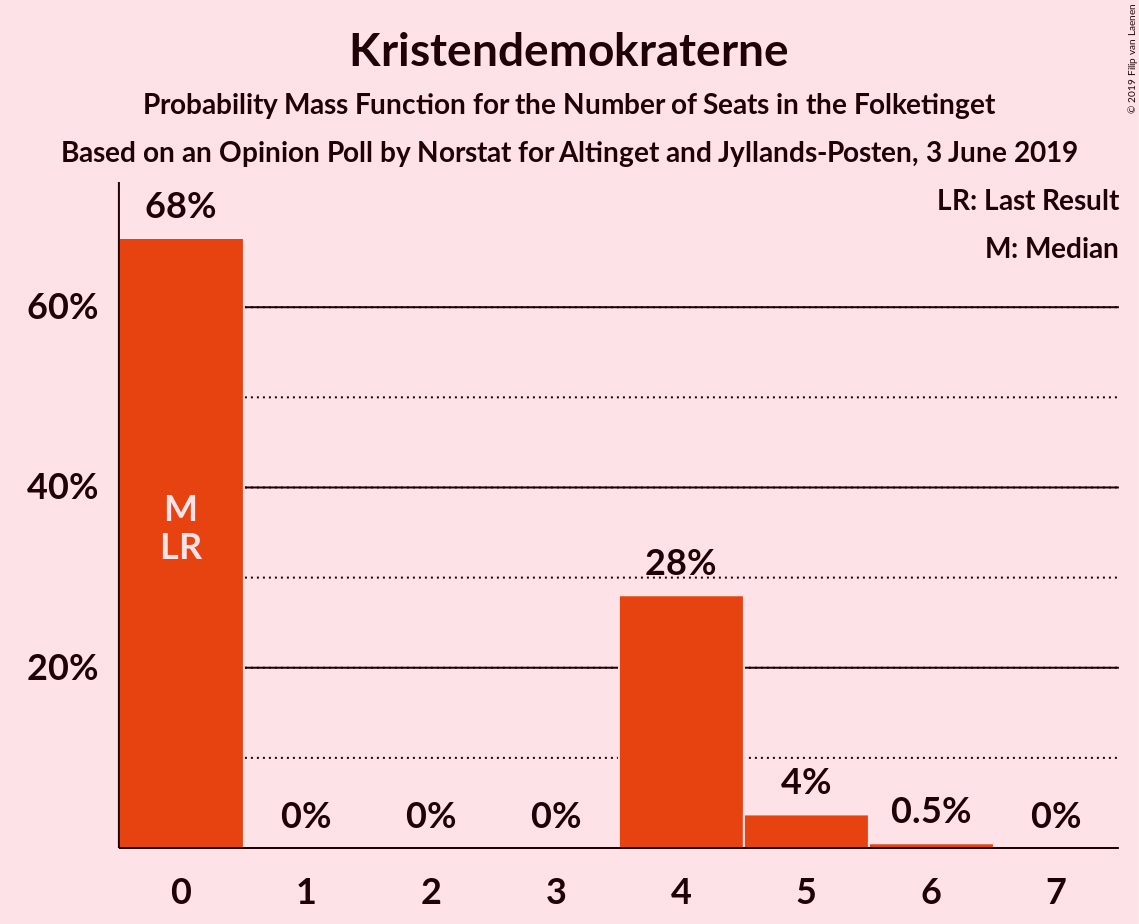 Kristendemokraterne
Probability Mass Function for the Number of Seats in the Folketinget
Based on an Opinion Poll by Norstat for Altinget and Jyllands-Posten, 3 June 2019
© 2019 Filip van Laenen
LR: Last Result
M: Median
68%
60%
40%
20%
M
LR
0%
0%
0%
28%
4%
0.5%
0%
0
1
2
3
4
5
6
7